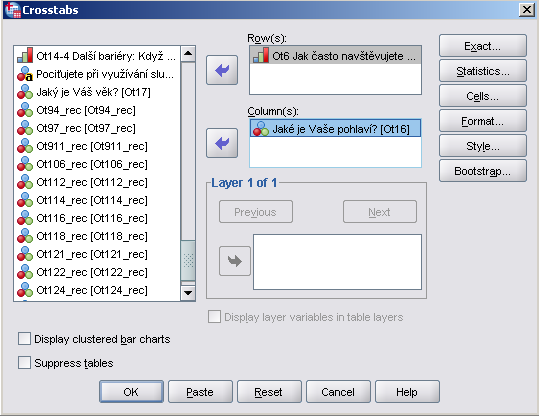 Crosstabs
Ot14-4 Další bariéry: Když ...
Pociťujete při využívání slu...
Jaký je Váš věk? [Ot17]
Ot94_rec [Ot94_rec]
Ot97_rec [Ot97_rec]
Ot911_rec [Ot911_rec]
Ot106_rec [Ot106_rec]
Ot112_rec [Ot112_rec]
Ot114_rec [Ot114_rec]
Ot116_rec [Ot116_rec]
Ot118_rec [Ot118_rec]
Ot121_rec [Ot121_rec]
Ot122_rec [Ot122_rec]
Ot124_rec [Ot124_rec]
Row(s):
Ot6 Jak často navštěvujete ...
Column(s):
Jaké je Vaše pohlaví? [Ot16]
Layer 1 of 1
Previous
Next
Display layer variables in table layers
Exact...
Statistics...
Cells...
Format...
Style...
Bootstrap...
Display clustered bar charts
Suppress tables
OK
Paste
Reset
Cancel
Help